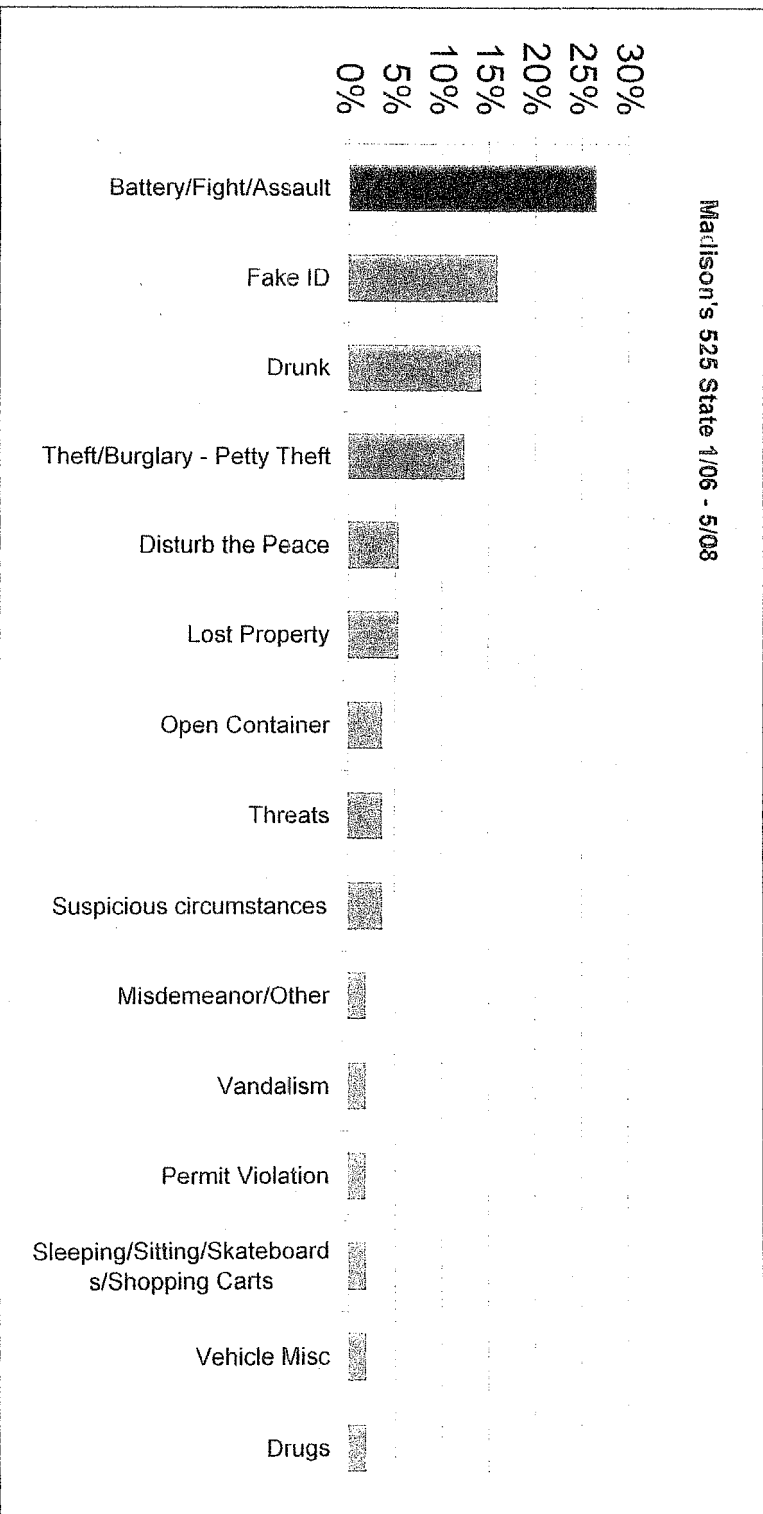 Madison's 525 State 1/06 - 5/08
30%
25%
20%
15%
10%
5%
0%
Battery/Fight/Assault
Fake ID
Drunk
Theft/Burglary - Petty Theft
Disturb the Peace
Lost Property
Open Container
Threats
Suspicious circumstances
Misdemeanor/Other
Vandalism
Permit Violation
Sleeping/Sitting/Skateboard
s/Shopping Carts
Vehicle Misc
Drugs